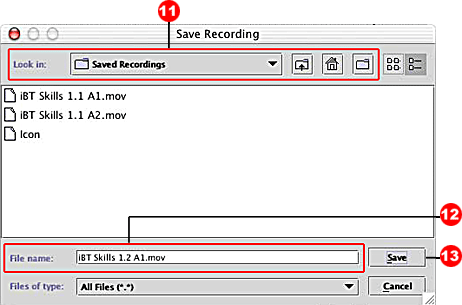 11
Save Recording
Look in: Saved Recordings
iBT Skills 1.1 A1.mov
iBT Skills 1.1 A2.mov
Icon
12
File name: iBT Skills 1.2 A1.mov Save 13
Files of type: All Files (*.*) Cancel